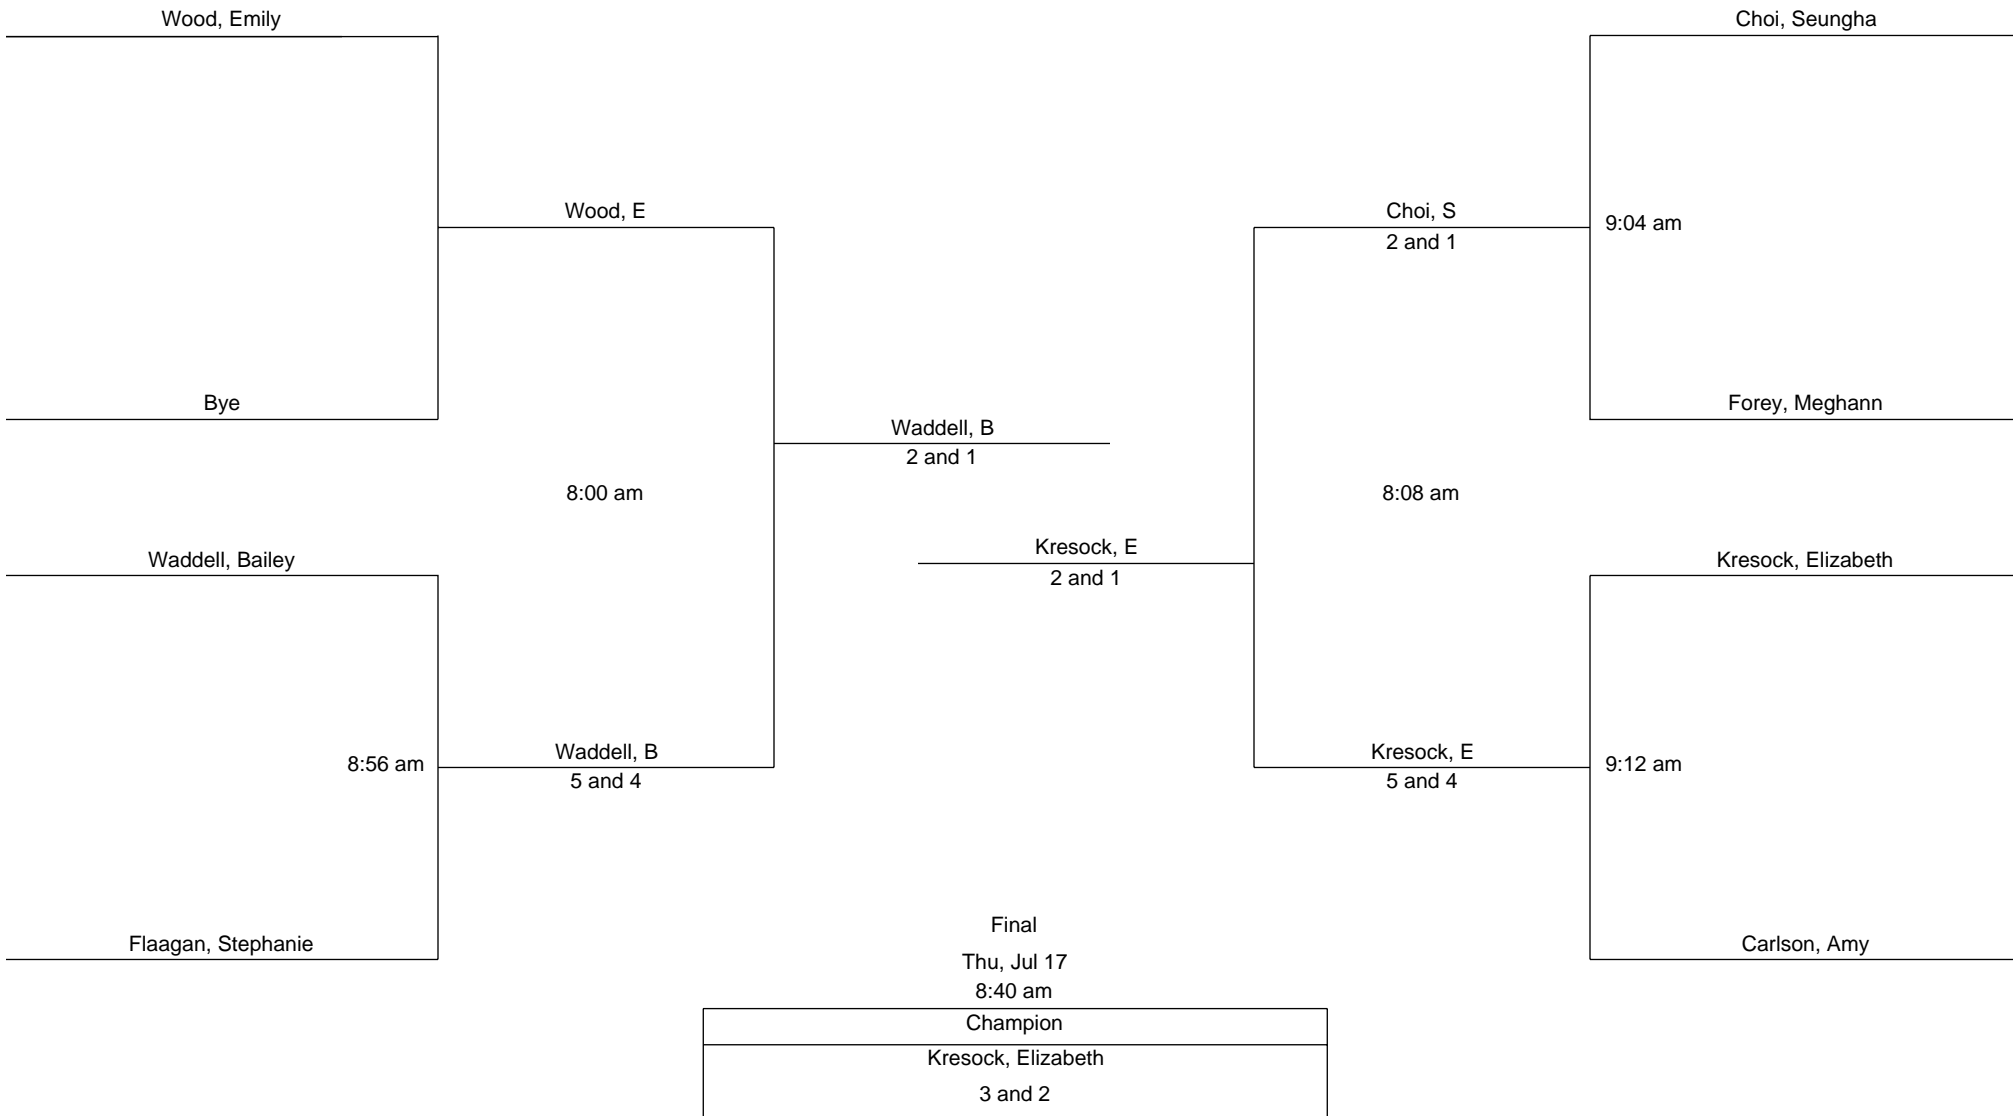 Wood, Emily
Choi, Seungha
Wood, E
Choi, S
2 and 1
9:04 am
Bye
Forey, Meghann
Waddell, B
2 and 1
8:00 am
8:08 am
Kresock, E
2 and 1
Waddell, Bailey
Kresock, Elizabeth
8:56 am
Waddell, B
5 and 4
Kresock, E
5 and 4
9:12 am
Flaagan, Stephanie
Carlson, Amy
Final
Thu, Jul 17
8:40 am
Champion
Kresock, Elizabeth
3 and 2